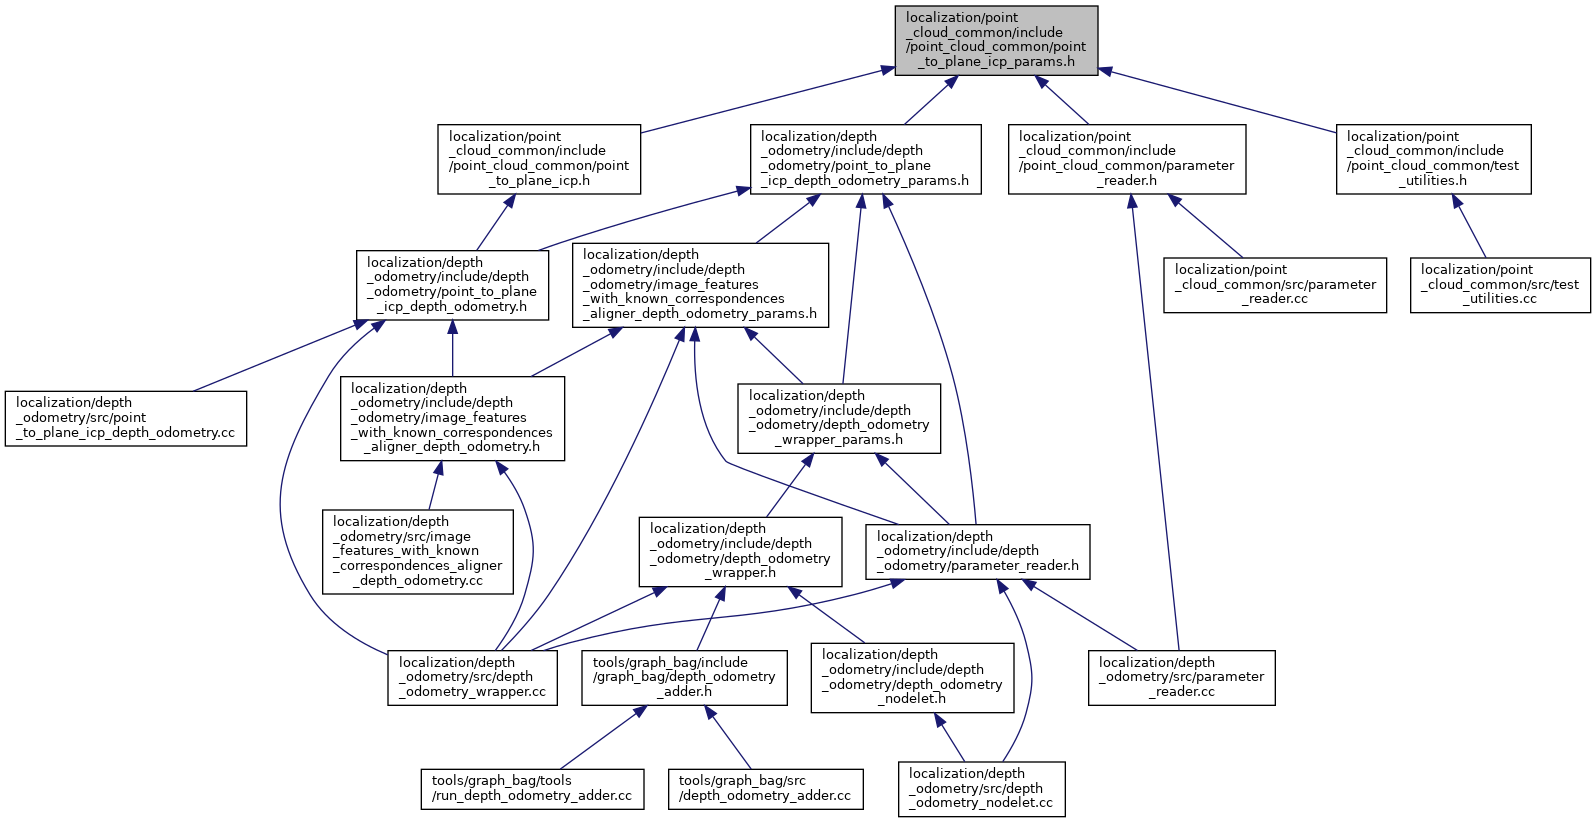 localization/point
_cloud_common/include
/point_cloud_common/point
_to_plane_icp_params.h
localization/point
_cloud_common/include
/point_cloud_common/point
_to_plane_icp.h
localization/depth
_odometry/include/depth
_odometry/point_to_plane
_icp_depth_odometry_params.h
localization/point
_cloud_common/include
/point_cloud_common/parameter
_reader.h
localization/point
_cloud_common/include
/point_cloud_common/test
_utilities.h
localization/depth
_odometry/include/depth
_odometry/point_to_plane
_icp_depth_odometry.h
localization/depth
_odometry/include/depth
_odometry/image_features
_with_known_correspondences
_aligner_depth_odometry_params.h
localization/point
_cloud_common/src/parameter
_reader.cc
localization/point
_cloud_common/src/test
_utilities.cc
localization/depth
_odometry/src/point
_to_plane_icp_depth_odometry.cc
localization/depth
_odometry/include/depth
_odometry/image_features
_with_known_correspondences
_aligner_depth_odometry.h
localization/depth
_odometry/include/depth
_odometry/depth_odometry
_wrapper_params.h
localization/depth
_odometry/src/image
_features_with_known
_correspondences_aligner
_depth_odometry.cc
localization/depth
_odometry/include/depth
_odometry/depth_odometry
_wrapper.h
localization/depth
_odometry/include/depth
_odometry/parameter_reader.h
localization/depth
_odometry/src/depth
_odometry_wrapper.cc
tools/graph_bag/include
/graph_bag/depth_odometry
_adder.h
localization/depth
_odometry/include/depth
_odometry/depth_odometry
_nodelet.h
localization/depth
_odometry/src/parameter
_reader.cc
tools/graph_bag/tools
/run_depth_odometry_adder.cc
tools/graph_bag/src
/depth_odometry_adder.cc
localization/depth
_odometry/src/depth
_odometry_nodelet.cc